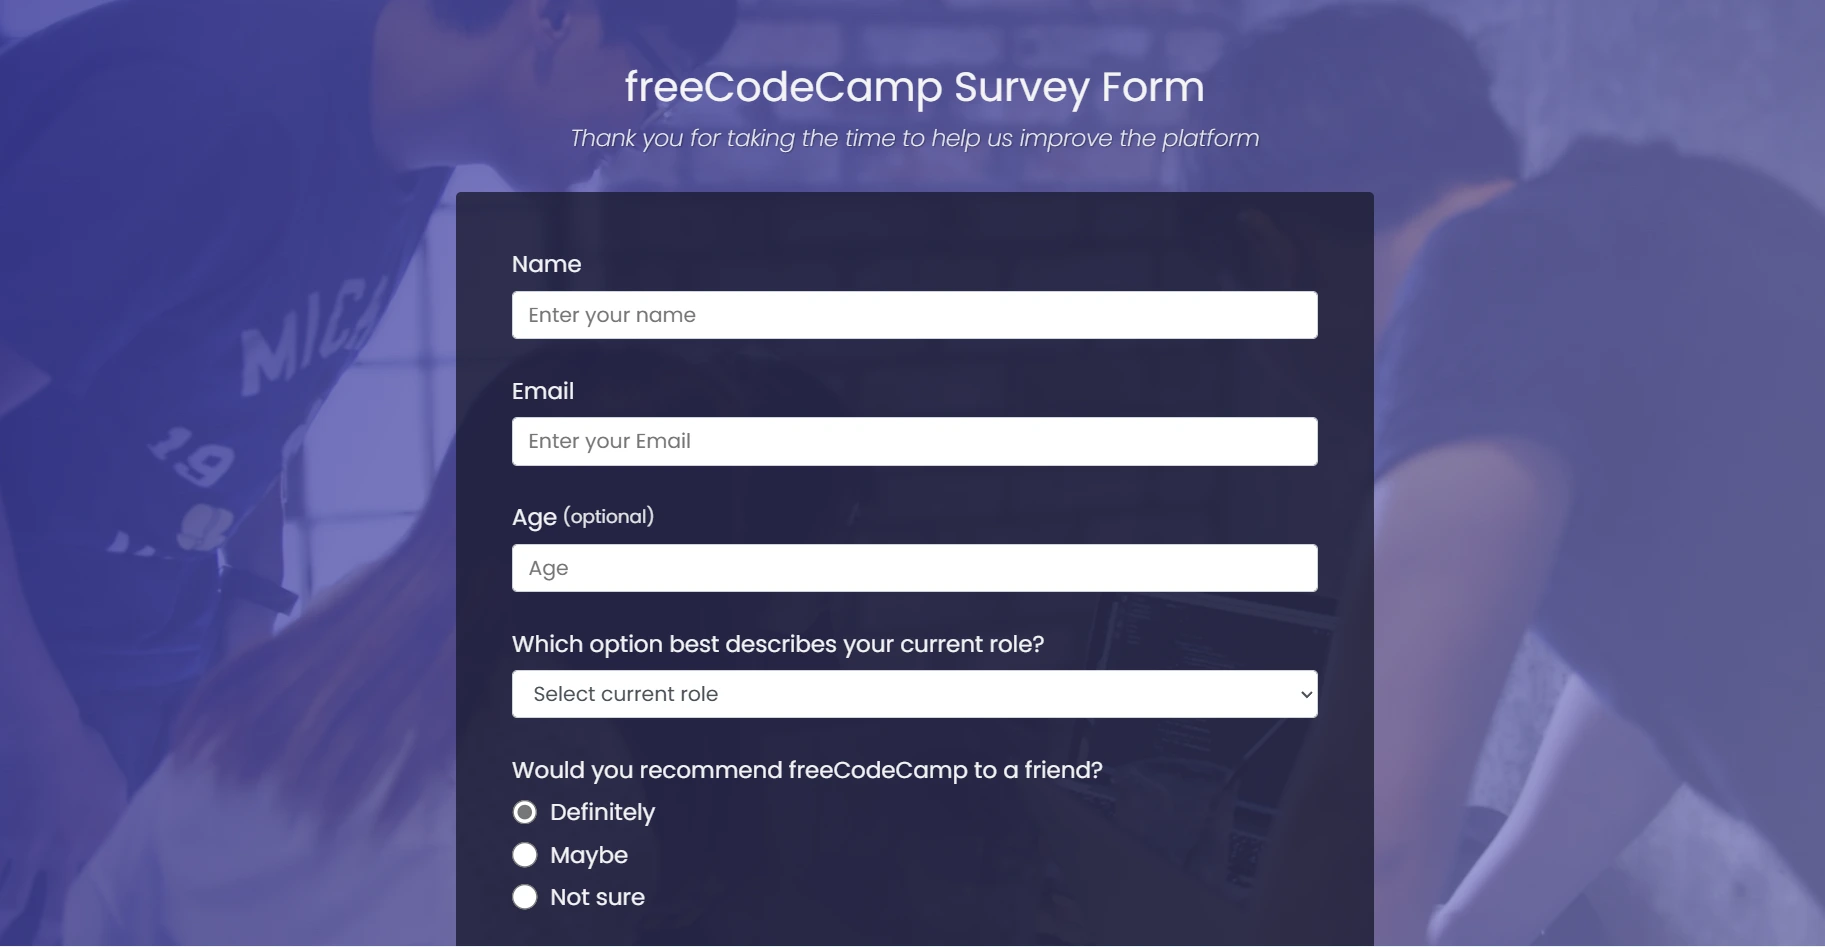 freeCodeCamp Survey Form
Thank you for taking the time to help us improve the platform
Name
Enter your name
Email
Enter your Email
Age (optional)
Age
Which option best describes your current role?
Select current role
Would you recommend freeCodeCamp to a friend?
Definitely
Maybe
Not sure
MICH
19